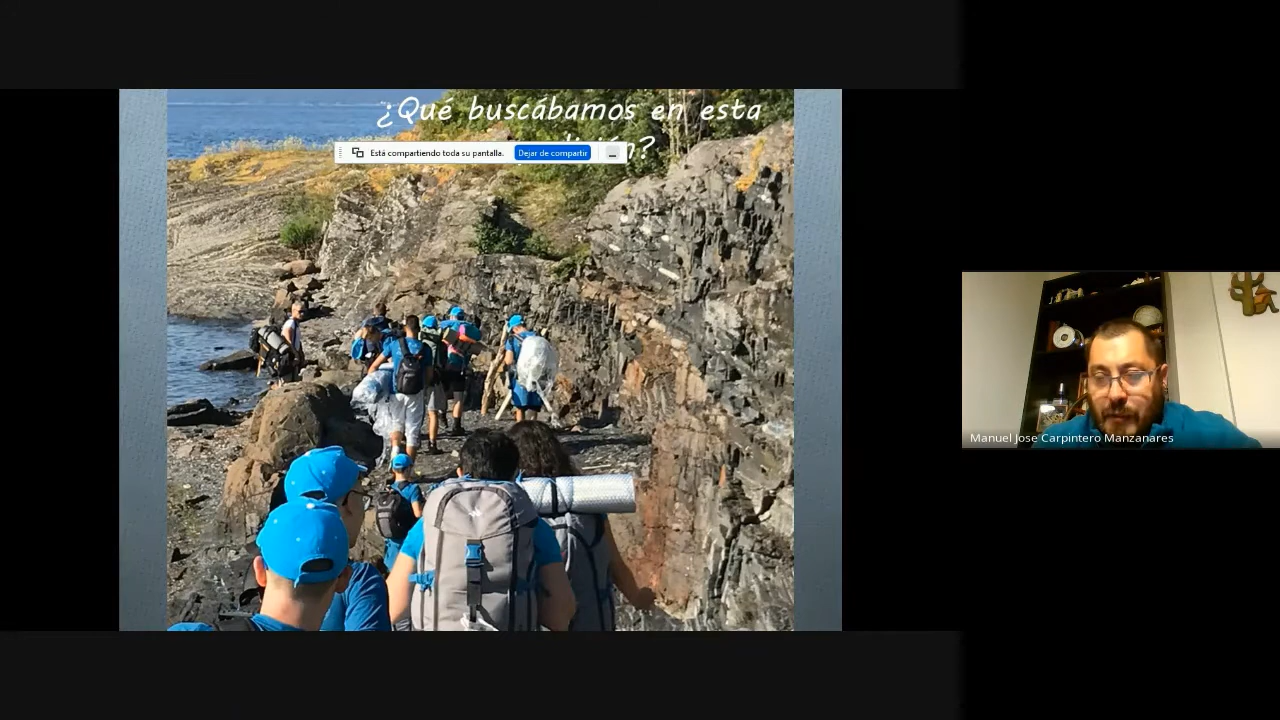 ¿Qué buscábamos en esta
Está compartiendo toda su pantalla. Dejar de compartir
Manuel Jose Carpintero Manzanares